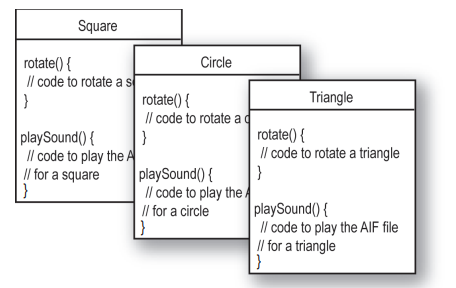 Square
rotate() {
// code to rotate a
}
playSound() {
// code to play the
// for a square
}
Circle
rotate() {
// code to rotate a
}
playSound() {
// code to play the
// for a circle
}
Triangle
rotate() {
// code to rotate a triangle
}
playSound() {
// code to play the AIF file
// for a triangle
}